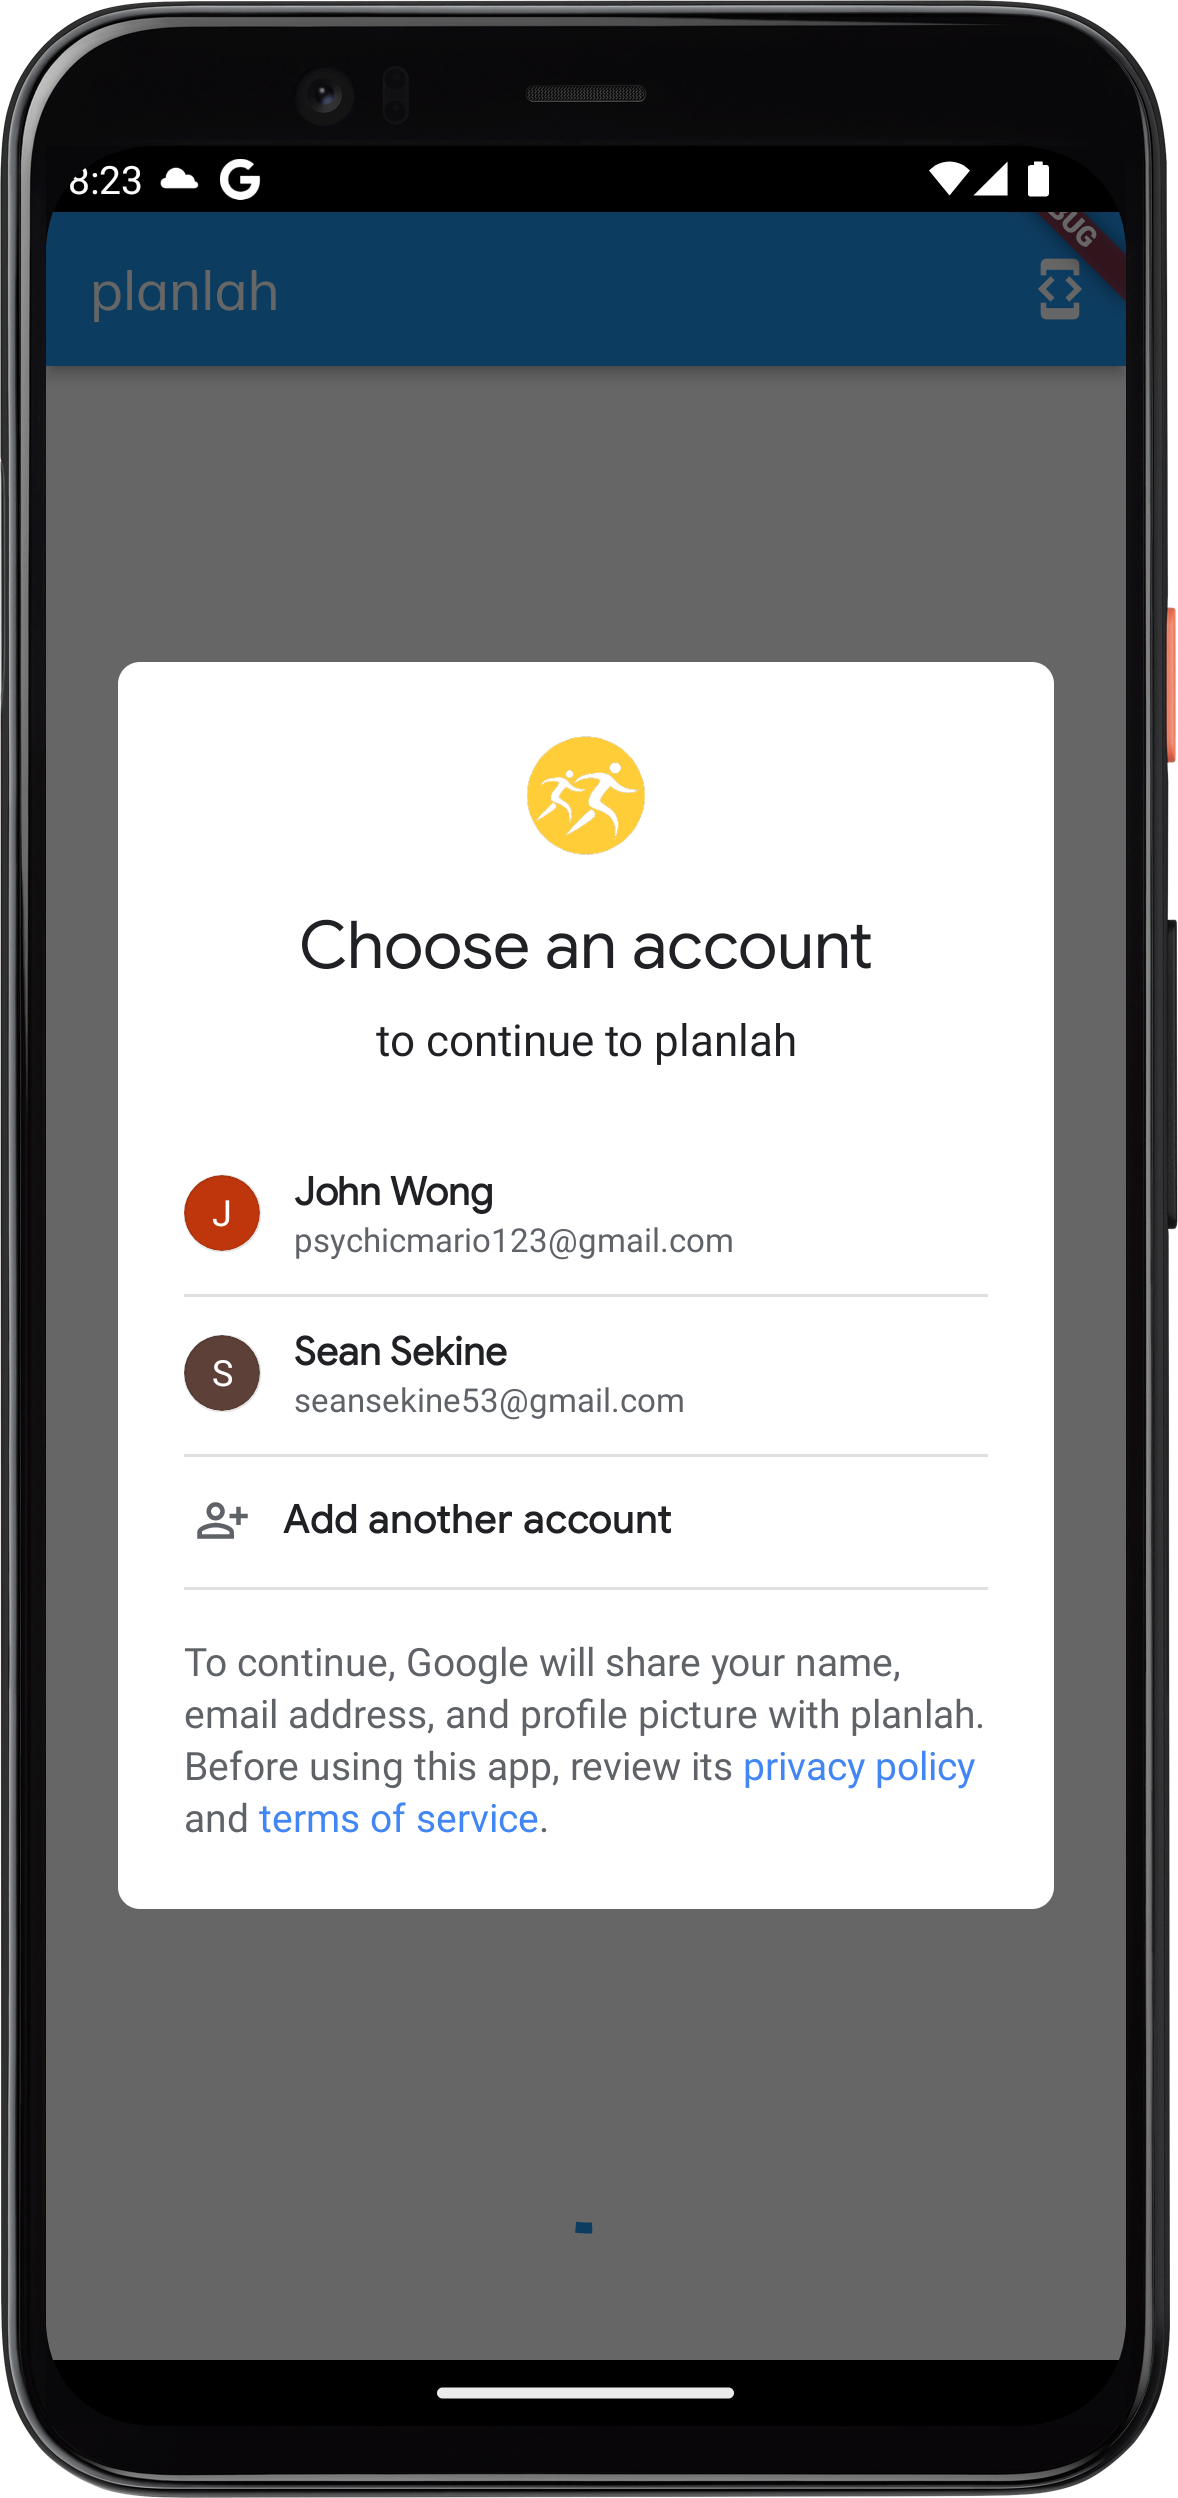 8:23
BUG
planlah
Choose an account
to continue to planlah
J
John Wong
psychicmario123@gmail.com
S
Sean Sekine
seansekine53@gmail.com
Add another account
To continue, Google will share your name,
email address, and profile picture with planlah.
Before using this app, review its privacy policy
and terms of service.